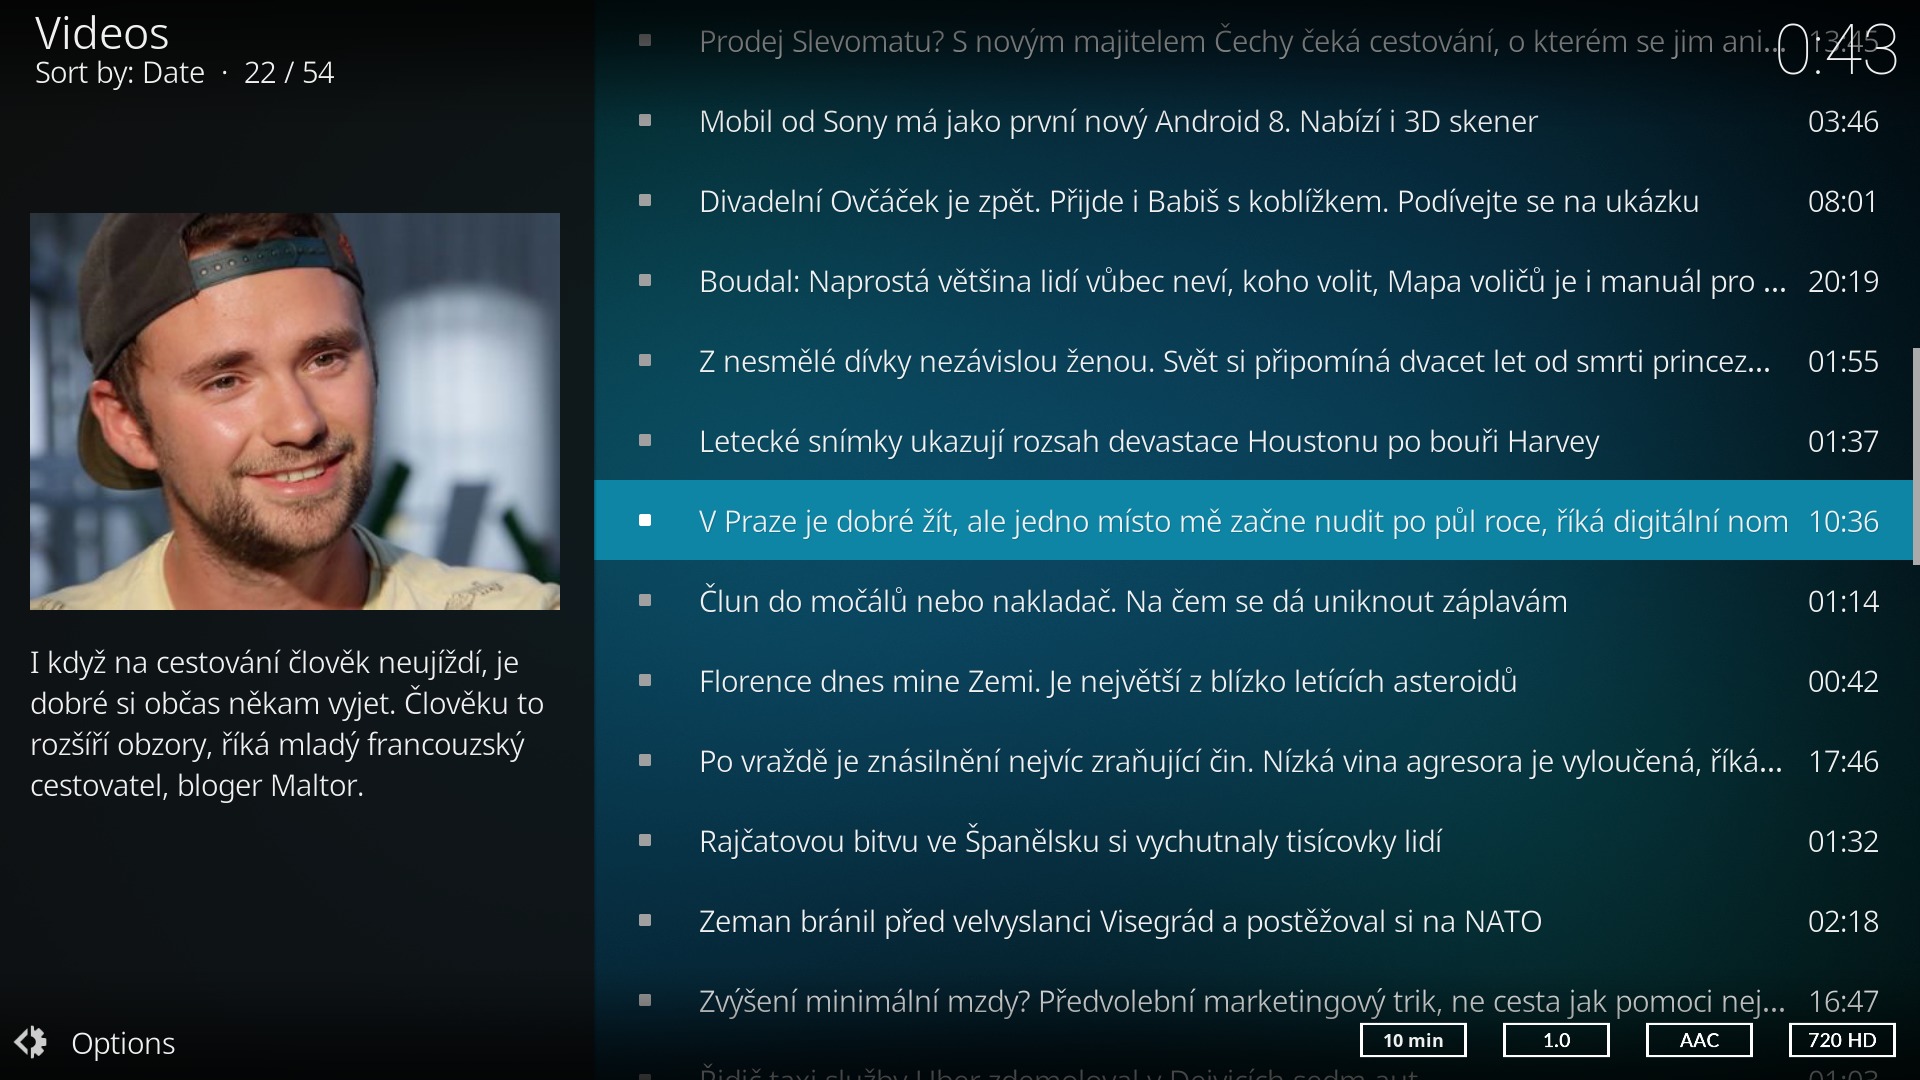 Videos
Sort by: Date · 22 / 54
0:43
I když na cestování člověk neujíždí, je
dobré si občas někam vyjet. Člověku to
rozšíří obzory, říká mladý francouzský
cestovatel, bloger Maltor.
Prodej Slevomatu? S novým majitelem Čechy čeká cestování, o kterém se jim ani... 13:45
Mobil od Sony má jako první nový Android 8. Nabízí i 3D skener 03:46
Divadelní Ovčáček je zpět. Přijde i Babiš s koblížkem. Podívejte se na ukázku 08:01
Boudal: Naprostá většina lidí vůbec neví, koho volit, Mapa voličů je i manuál pro ... 20:19
Z nesmělé dívky nezávislou ženou. Svět si připomíná dvacet let od smrti princez... 01:55
Letecké snímky ukazují rozsah devastace Houstonu po bouři Harvey 01:37
V Praze je dobré žít, ale jedno místo mě začne nudit po půl roce, říká digitální nom 10:36
Člun do močálů nebo nakladač. Na čem se dá uniknout záplavám 01:14
Florence dnes mine Zemi. Je největší z blízko letících asteroidů 00:42
Po vraždě je znásilnění nejvíc zraňující čin. Nízká vina agresora je vyloučená, říká... 17:46
Rajčatovou bitvu ve Španělsku si vychutnaly tisícovky lidí 01:32
Zeman bránil před velvyslanci Visegrád a postěžoval si na NATO 02:18
Zvýšení minimální mzdy? Předvolební marketingový trik, ne cesta jak pomoci nej... 16:47
Řidič taxi služby Uber zdemoloval v Dejvicích sedm aut 01:03
Options
10 min 1.0 AAC 720 HD